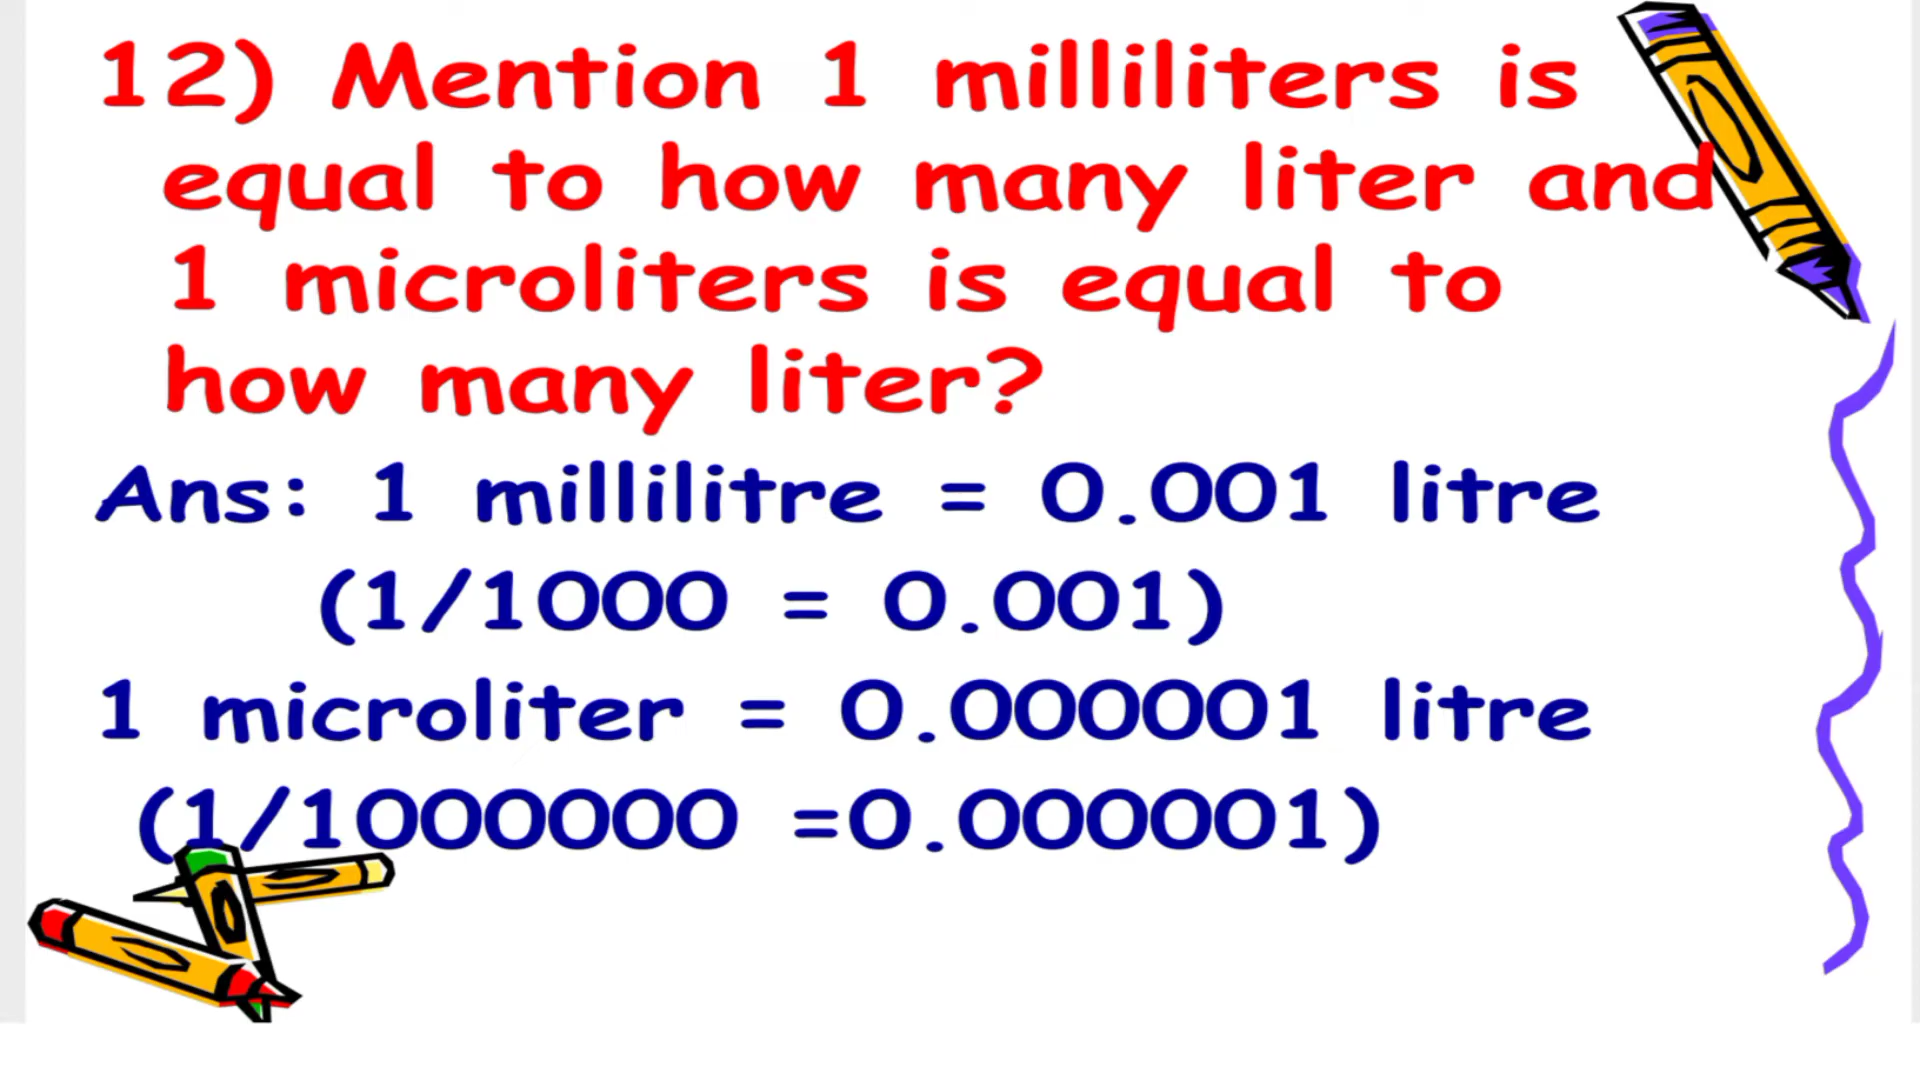 12) Mention 1 milliliters is
equal to how many liter and
1 microliters is equal to
how many liter?
Ans: 1 millilitre = 0.001 litre
(1/1000 = 0.001)
1 microliter = 0.000001 litre
(1/1000000 =0.000001)